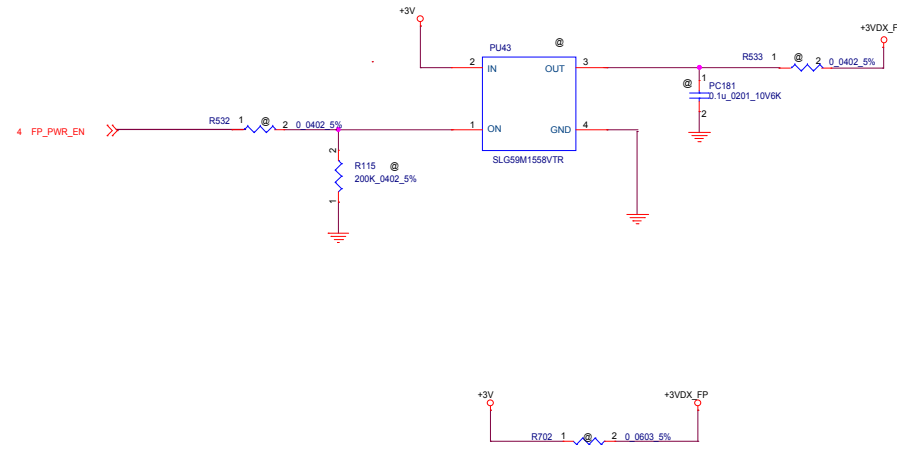 +3V
+3VDX_F
PU43 @
R533 1 @ 2 0_0402_5%
2 IN OUT 3
@ 1 PC181
0.1u_0201_10V6K
2
R532 1 @ 2 0_0402_5%
4 FP_PWR_EN
1 ON GND 4
2
R115 @
200K_0402_5%
1
SLG59M1558VTR
+3V
+3VDX_FP
R702 1 @ 2 0_0603_5%